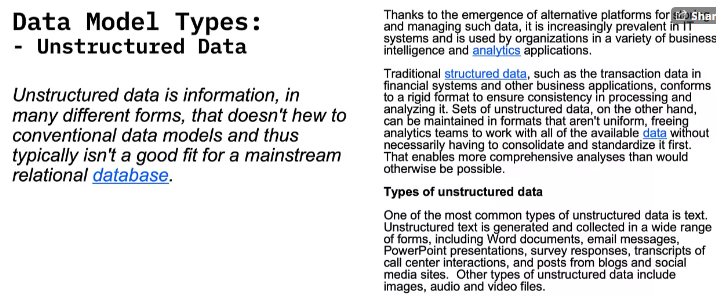 Data Model Types:
- Unstructured Data
Unstructured data is information, in
many different forms, that doesn't hew to
conventional data models and thus
typically isn't a good fit for a mainstream
relational database.
Thanks to the emergence of alternative platforms for
and managing such data, it is increasingly prevalent in IT
systems and is used by organizations in a variety of business
intelligence and analytics applications.
Traditional structured data, such as the transaction data in
financial systems and other business applications, conforms
to a rigid format to ensure consistency in processing and
analyzing it. Sets of unstructured data, on the other hand,
can be maintained in formats that aren't uniform, freeing
analytics teams to work with all of the available data without
necessarily having to consolidate and standardize it first.
That enables more comprehensive analyses than would
otherwise be possible.
Types of unstructured data
One of the most common types of unstructured data is text.
Unstructured text is generated and collected in a wide range
of forms, including Word documents, email messages,
PowerPoint presentations, survey responses, transcripts of
call center interactions, and posts from blogs and social
media sites. Other types of unstructured data include
images, audio and video files.